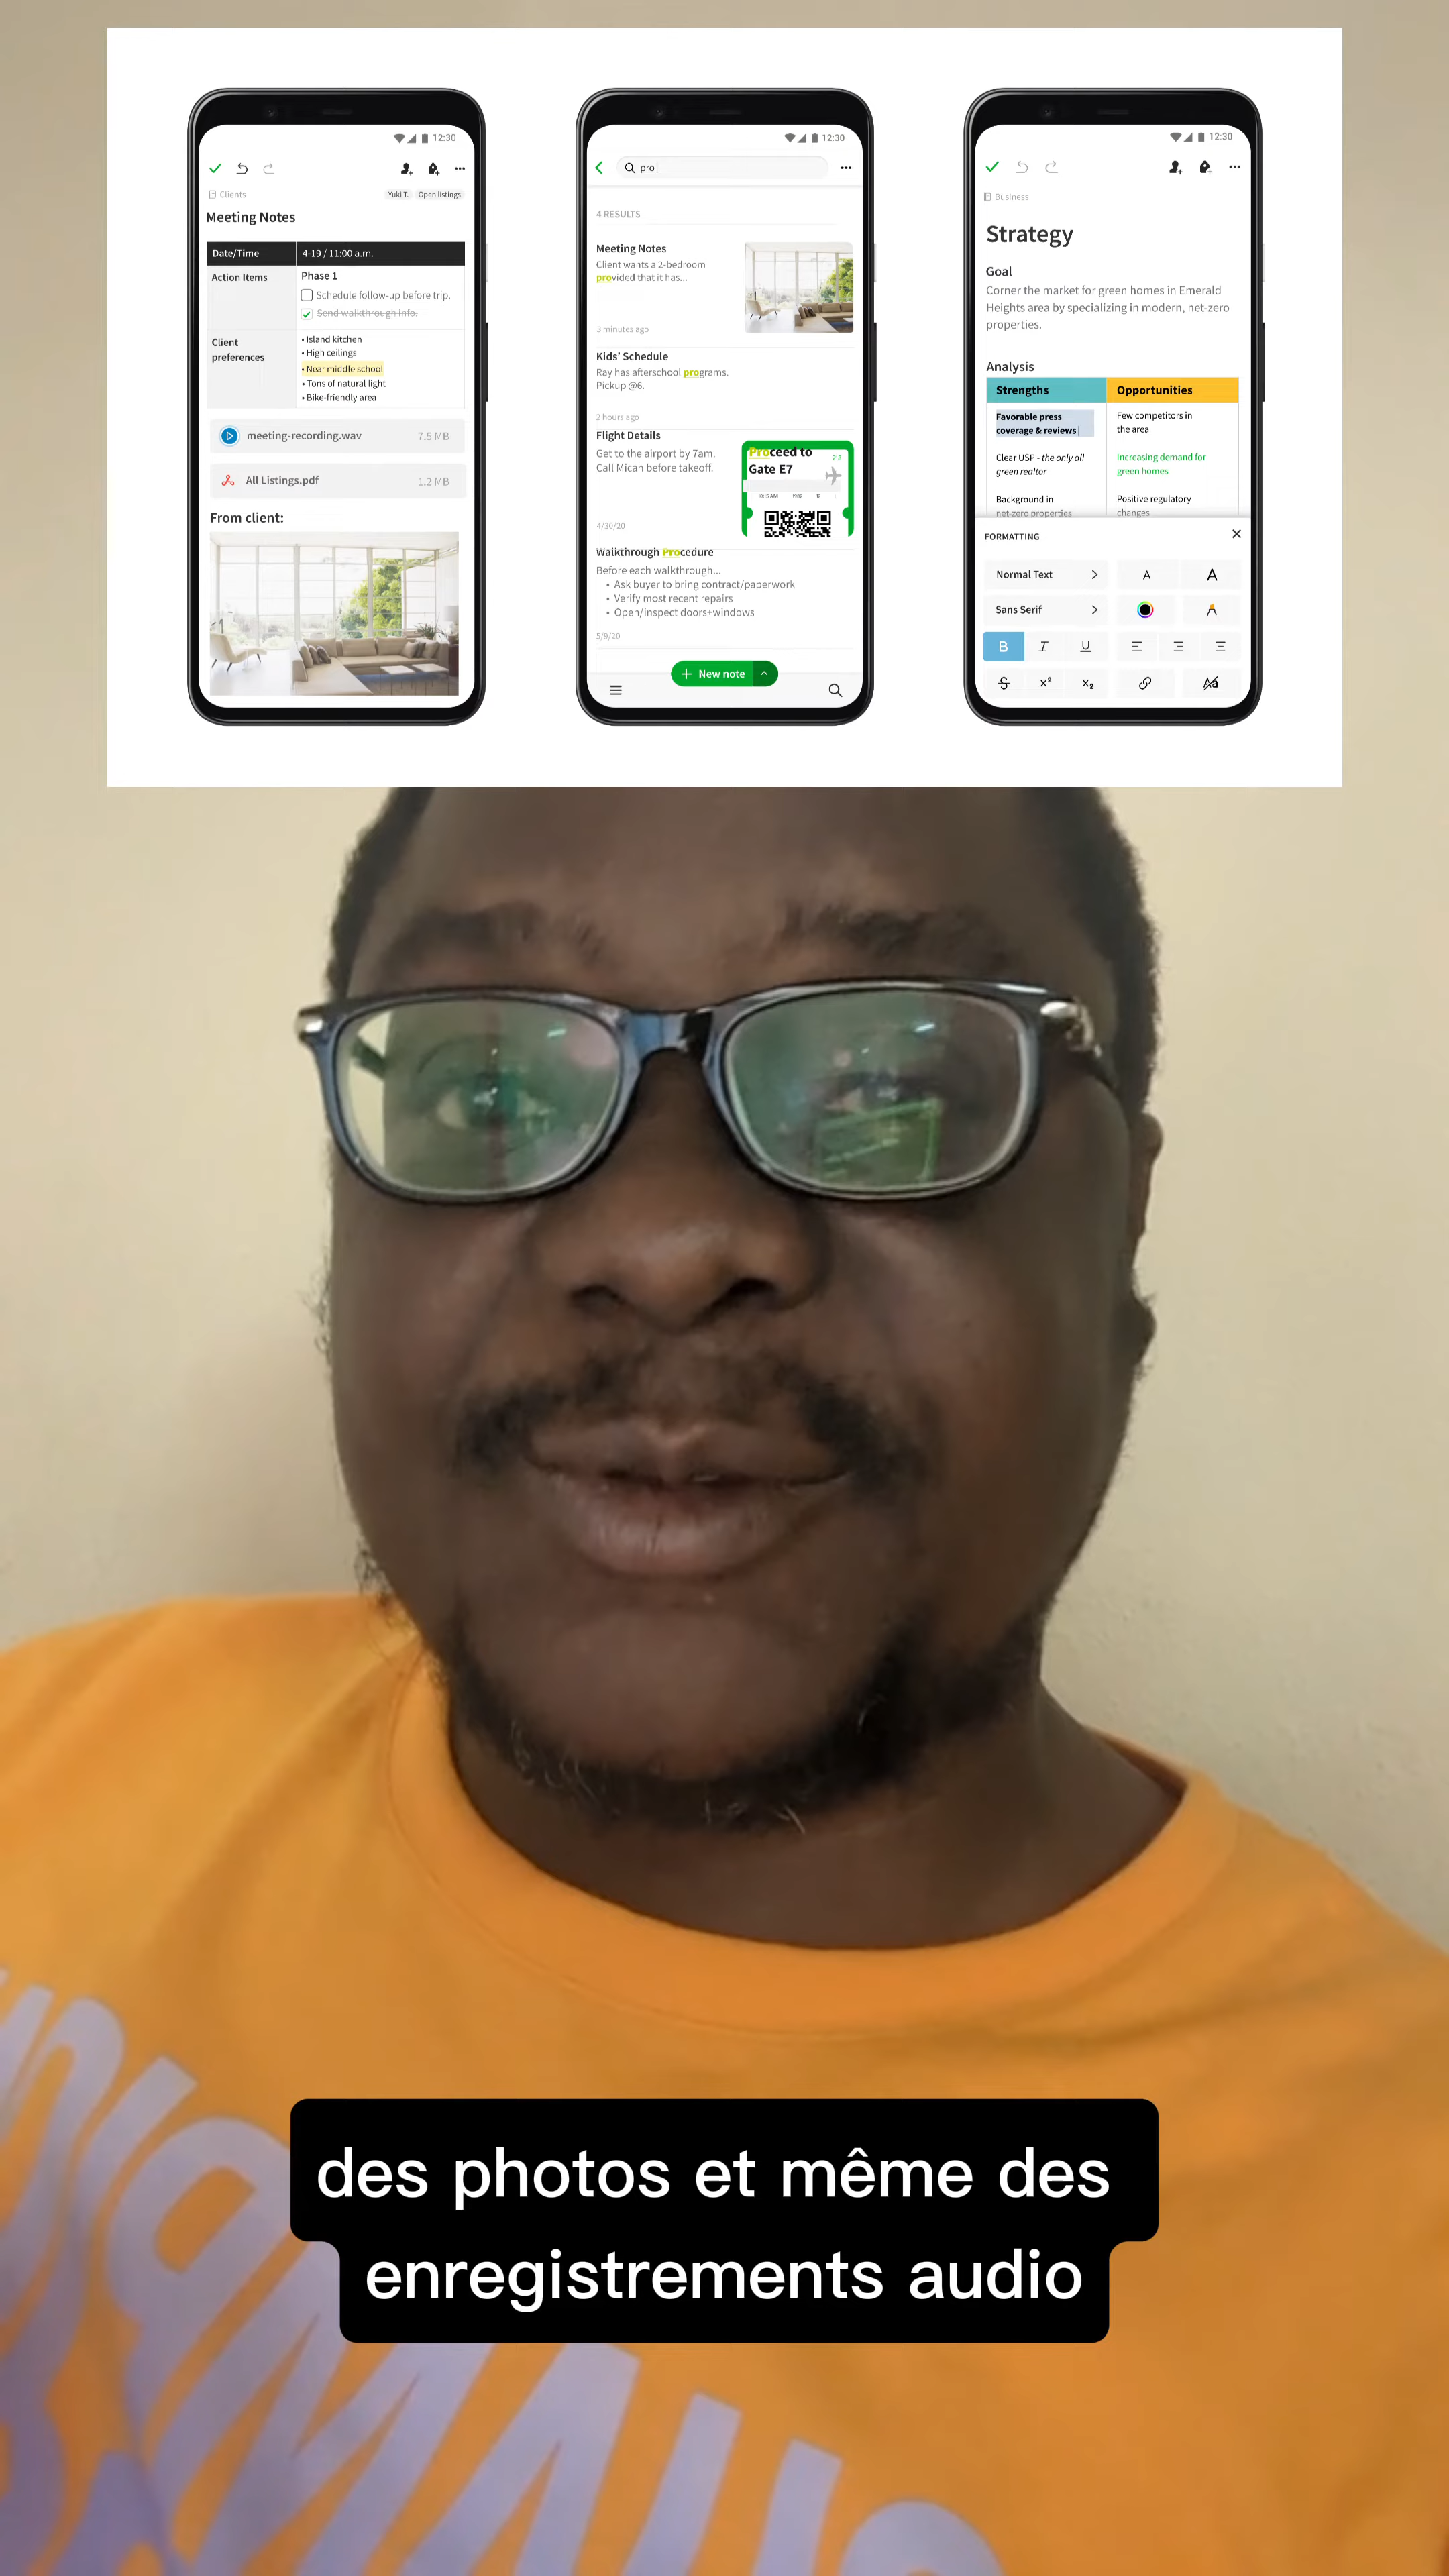 12:30
Clients
Yuki T.
Open listings
Meeting Notes
Date/Time
4-19 / 11:00 a.m.
Action Items
Phase 1
Schedule follow-up before trip.
Send walkthrough info.
Client
preferences
• Island kitchen
• High ceilings
• Near middle school
• Tons of natural light
• Bike-friendly area
meeting-recording.wav
7.5 MB
All Listings.pdf
1.2 MB
From client:
12:30
pro
4 RESULTS
Meeting Notes
Client wants a 2-bedroom
provided that it has...
3 minutes ago
Kids' Schedule
Ray has afterschool programs.
Pickup @6.
2 hours ago
Flight Details
Get to the airport by 7am.
Call Micah before takeoff.
4/30/20
Proceed to
Gate E7
218
10:15 AM
1982
17
1
Walkthrough Procedure
Before each walkthrough...
• Ask buyer to bring contract/paperwork
• Verify most recent repairs
• Open/inspect doors+windows
5/9/20
+ New note
12:30
Business
Strategy
Goal
Corner the market for green homes in Emerald
Heights area by specializing in modern, net-zero
properties.
Analysis
Strengths
Opportunities
Favorable press
coverage & reviews
Few competitors in
the area
Clear USP - the only all
green realtor
Increasing demand for
green homes
Background in
net-zero properties
Positive regulatory
changes
FORMATTING
Normal Text
A
A
Sans Serif
A
B
I
U
S
x²
x₂
Aa
des photos et même des
enregistrements audio